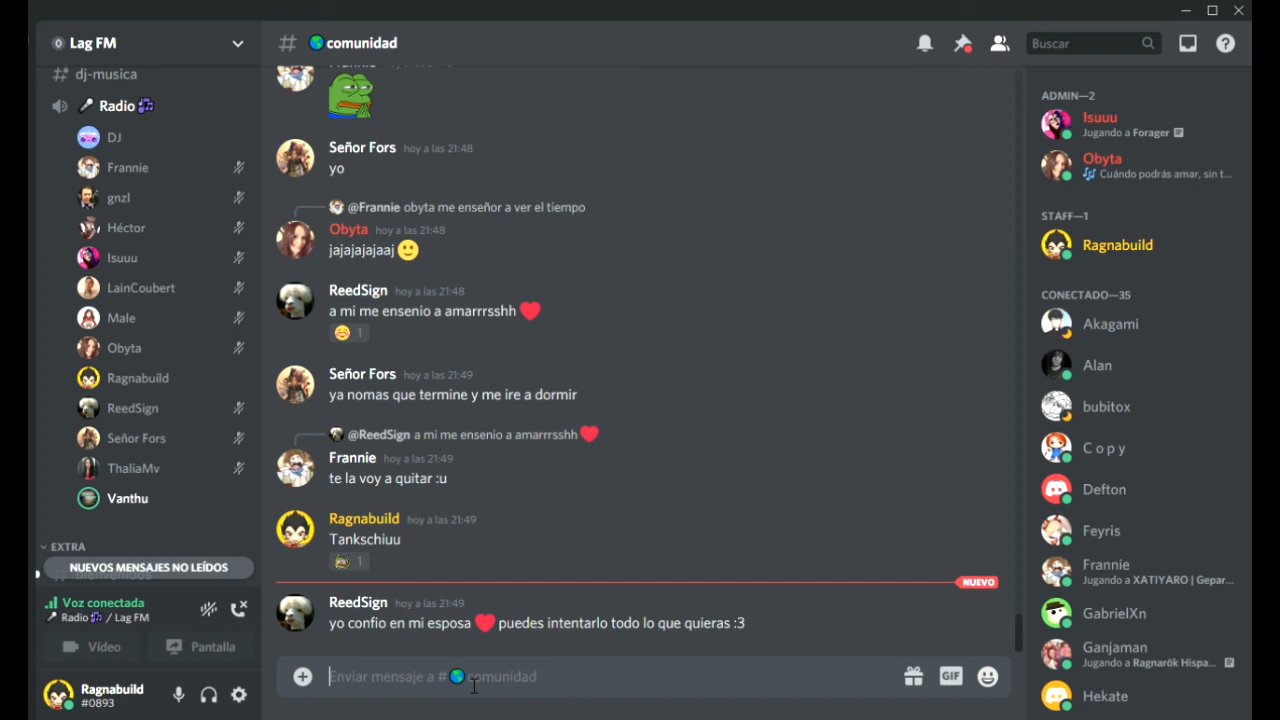 Lag FM
dj-musica
Radio
DJ
Frannie
gnzl
Héctor
Isuuu
LainCoubert
Male
Obyta
Ragnabuild
ReedSign
Señor Fors
ThaliaMv
Vanthu
EXTRA
NUEVOS MENSAJES NO LEÍDOS
Voz conectada
Radio / Lag FM
Vídeo
Pantalla
Ragnabuild
#0893
comunidad
Buscar
Señor Fors hoy a las 21:48
yo
@Frannie obyta me enseñor a ver el tiempo
Obyta hoy a las 21:48
jajajajajaaj
ReedSign hoy a las 21:48
a mi me ensenio a amarrrsshh
1
Señor Fors hoy a las 21:49
ya nomas que termine y me ire a dormir
@ReedSign a mi me ensenio a amarrrsshh
Frannie hoy a las 21:49
te la voy a quitar :u
Ragnabuild hoy a las 21:49
Tankschiuu
1
NUEVO
ReedSign hoy a las 21:49
yo confio en mi esposa puedes intentarlo todo lo que quieras :3
Enviar mensaje a # comunidad
GIF
ADMIN—2
Isuuu
Jugando a Forager
Obyta
Cuándo podrás amar, sin t...
STAFF—1
Ragnabuild
CONECTADO—35
Akagami
Alan
bubitox
C o p y
Defton
Feyris
Frannie
Jugando a XATIYARO | Gepar...
GabrielXn
Ganjaman
Jugando a Ragnarök Hispa...
Hekate